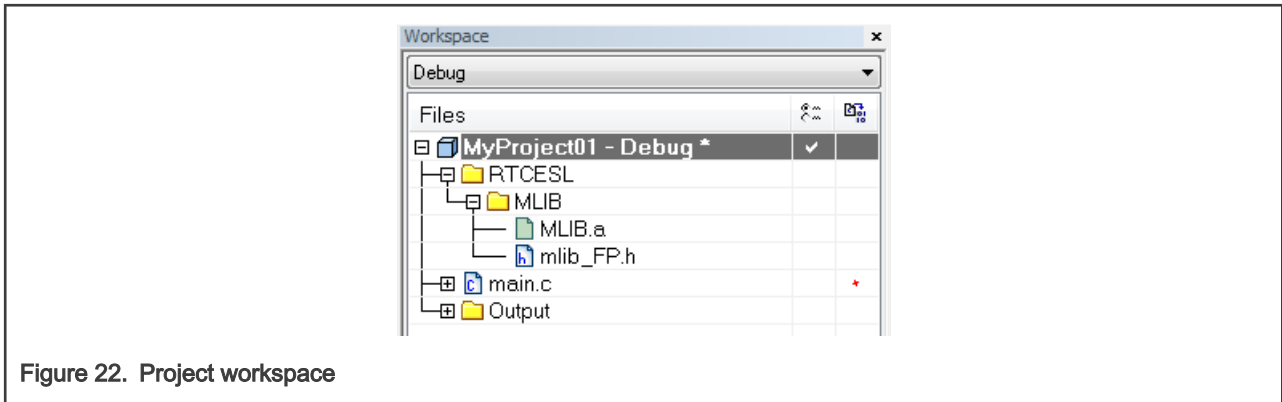 Workspace
Debug
Files
MyProject01 - Debug *
RTCESL
MLIB
MLIB.a
mlib_FP.h
main.c
Output
Figure 22. Project workspace